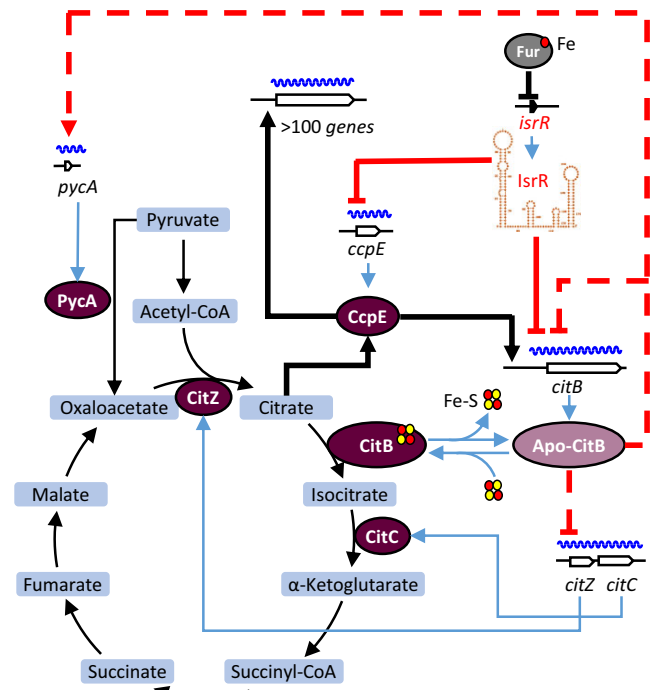 Fur
Fe
>100 genes
isrR
IsrR
pycA
ccpE
Pyruvate
PycA
Acetyl-CoA
CcpE
citB
Oxaloacetate
CitZ
Citrate
Fe-S
CitB
Apo-CitB
Malate
Isocitrate
CitC
Fumarate
α-Ketoglutarate
citZ citC
Succinate
Succinyl-CoA